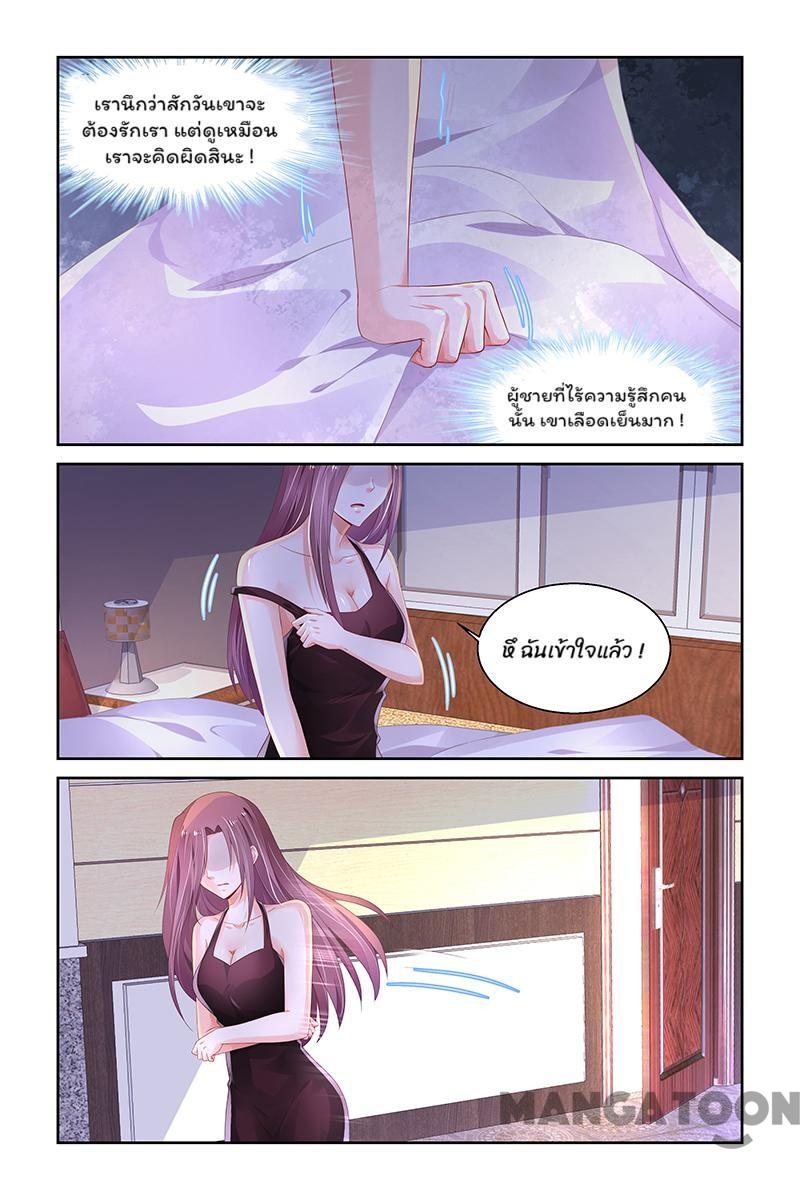 เรานึกว่าสักวันเขาจะ
ต้องรักเรา แต่ดูเหมือน
เราจะคิดผิดสินะ !
ผู้ชายที่ไร้ความรู้สึกคน
นั้น เขาเลือดเย็นมาก !
หึ ฉันเข้าใจแล้ว !
MANGATOON